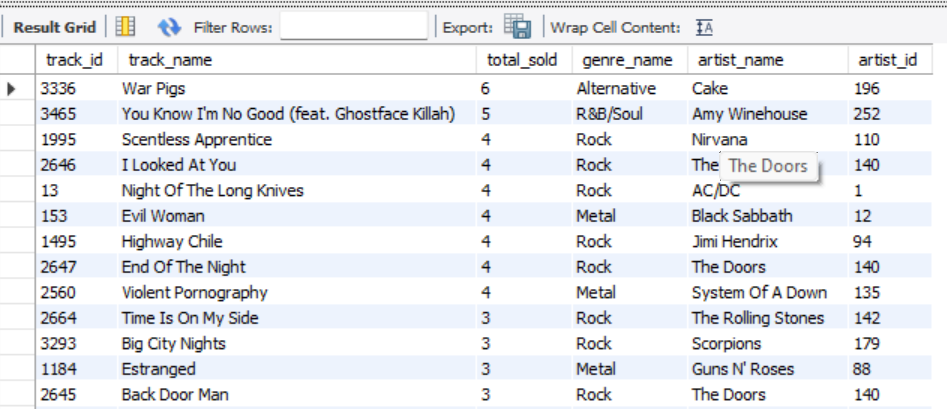 Result Grid Filter Rows: Export: Wrap Cell Content: IA
track_id track_name total_sold genre_name artist_name artist_id
3336 War Pigs 6 Alternative Cake 196
3465 You Know I'm No Good (feat. Ghostface Killah) 5 R&B/Soul Amy Winehouse 252
1995 Scentless Apprentice 4 Rock Nirvana 110
2646 I Looked At You 4 Rock The The Doors 140
13 Night Of The Long Knives 4 Rock AC/DC 1
153 Evil Woman 4 Metal Black Sabbath 12
1495 Highway Chile 4 Rock Jimi Hendrix 94
2647 End Of The Night 4 Rock The Doors 140
2560 Violent Pornography 4 Metal System Of A Down 135
2664 Time Is On My Side 3 Rock The Rolling Stones 142
3293 Big City Nights 3 Rock Scorpions 179
1184 Estranged 3 Metal Guns N' Roses 88
2645 Back Door Man 3 Rock The Doors 140